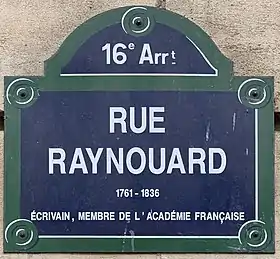 16e Arrt
RUE
RAYNOUARD
1761 - 1836
ÉCRIVAIN, MEMBRE DE L'ACADÉMIE FRANÇAISE